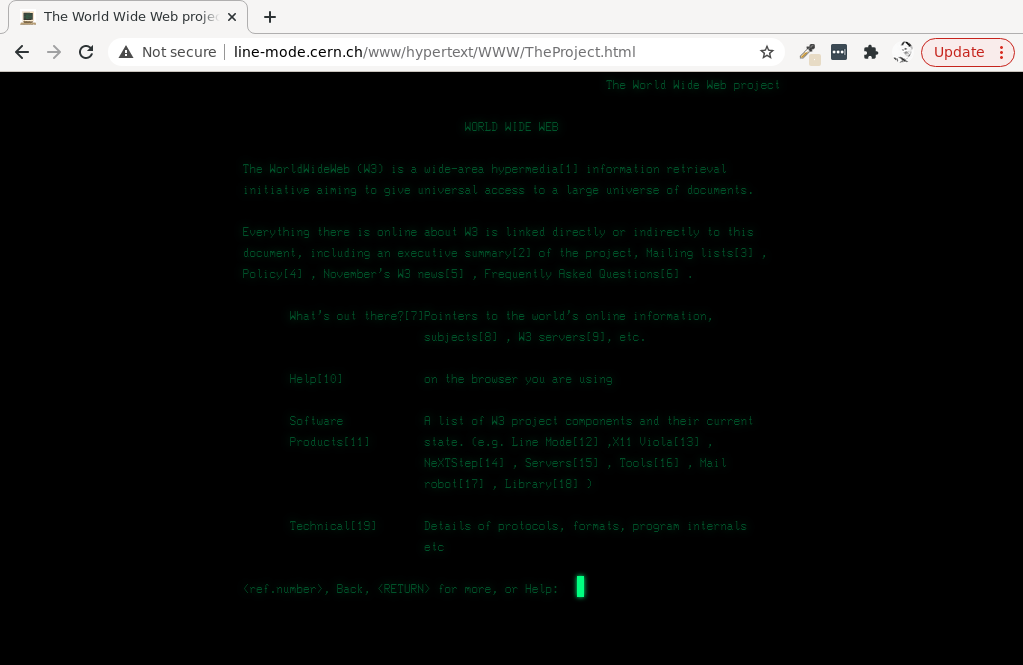 The World Wide Web projec
Not secure
line-mode.cern.ch/www/hypertext/WWW/TheProject.html
Update
The World Wide Web project
WORLD WIDE WEB
The WorldWideWeb (W3) is a wide-area hypermedia[1] information retrieval
initiative aiming to give universal access to a large universe of documents.
Everything there is online about W3 is linked directly or indirectly to this
document, including an executive summary[2] of the project, Mailing lists[3] ,
Policy[4] , November's W3 news[5] , Frequently Asked Questions[6] .
What's out there?[7]Pointers to the world's online information,
subjects[8] , W3 servers[9], etc.
Help[10] on the browser you are using
Software A list of W3 project components and their current
Products[11] state. (e.g. Line Mode[12] ,X11 Viola[13] ,
NeXTStep[14] , Servers[15] , Tools[16] , Mail
robot[17] , Library[18] )
Technical[19] Details of protocols, formats, program internals
etc
<ref.number>, Back, <RETURN> for more, or Help: